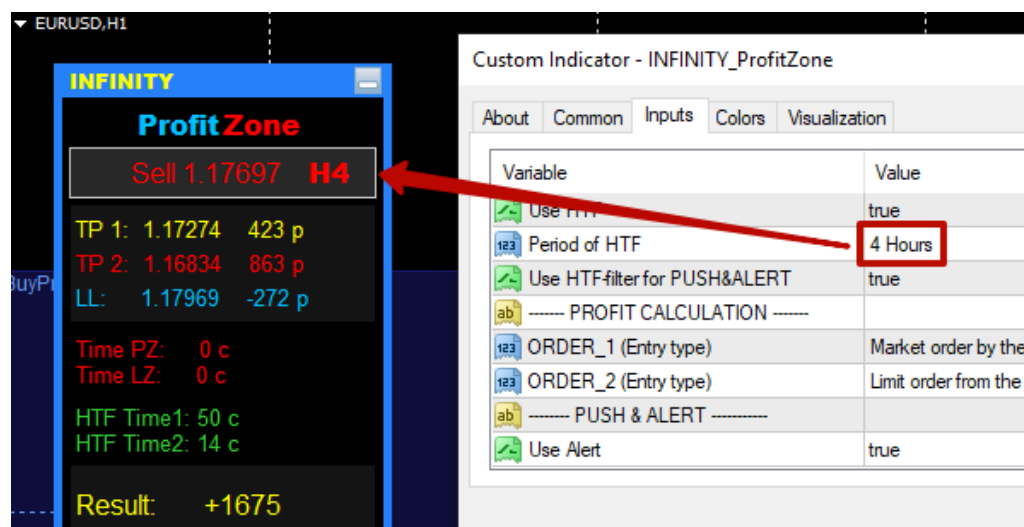 EURUSD,H1
INFINITY
ProfitZone
Sell 1.17697 H4
TP 1: 1.17274 423 p
TP 2: 1.16834 863 p
LL: 1.17969 -272 p
Time PZ: 0 c
Time LZ: 0 c
HTF Time1: 50 c
HTF Time2: 14 c
Result: +1675
Custom Indicator - INFINITY_ProfitZone
About Common Inputs Colors Visualization
Variable Value
Use HTF true
Period of HTF 4 Hours
Use HTF-filter for PUSH&ALERT true
------- PROFIT CALCULATION -------
ORDER_1 (Entry type) Market order by the
ORDER_2 (Entry type) Limit order from the
-------- PUSH & ALERT -----------
Use Alert true